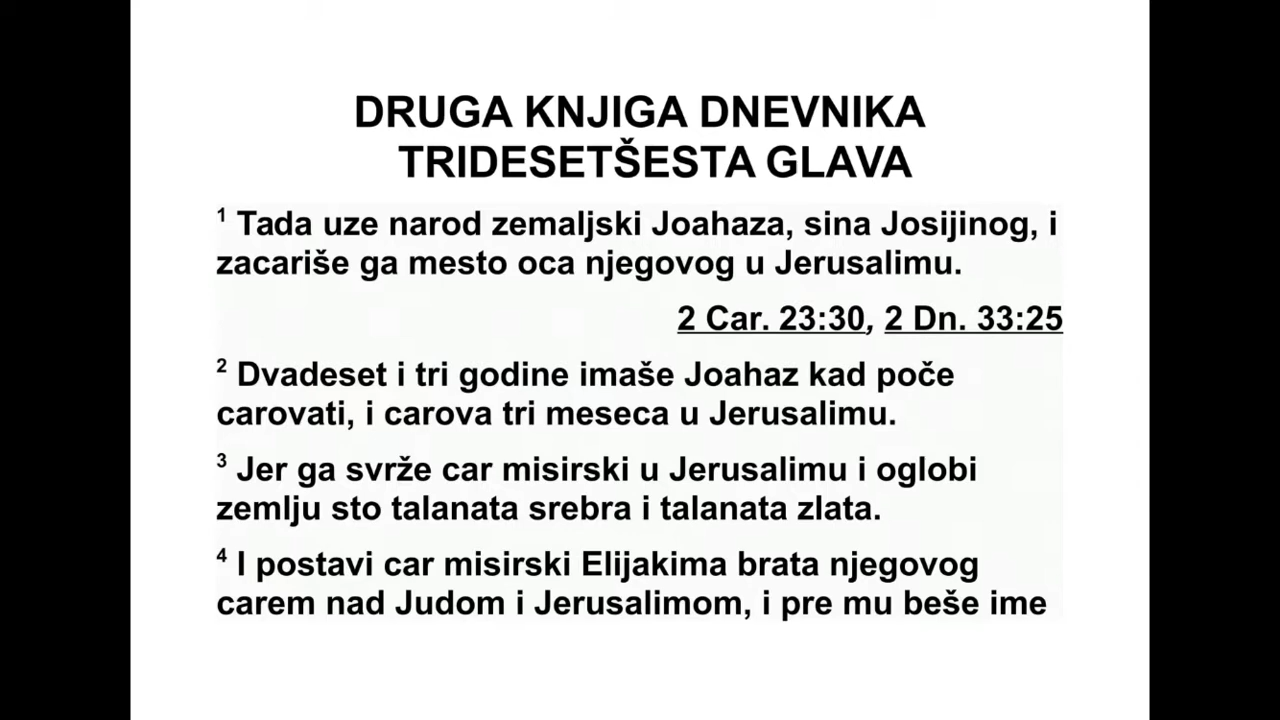 DRUGA KNJIGA DNEVNIKA
TRIDESETŠESTA GLAVA
1 Tada uze narod zemaljski Joahaza, sina Josijinog, i
zacariše ga mesto oca njegovog u Jerusalimu.
2 Car. 23:30, 2 Dn. 33:25
2 Dvadeset i tri godine imaše Joahaz kad poče
carovati, i carova tri meseca u Jerusalimu.
3 Jer ga svrže car misirski u Jerusalimu i oglobi
zemlju sto talanata srebra i talanata zlata.
4 I postavi car misirski Elijakima brata njegovog
carem nad Judom i Jerusalimom, i pre mu beše ime